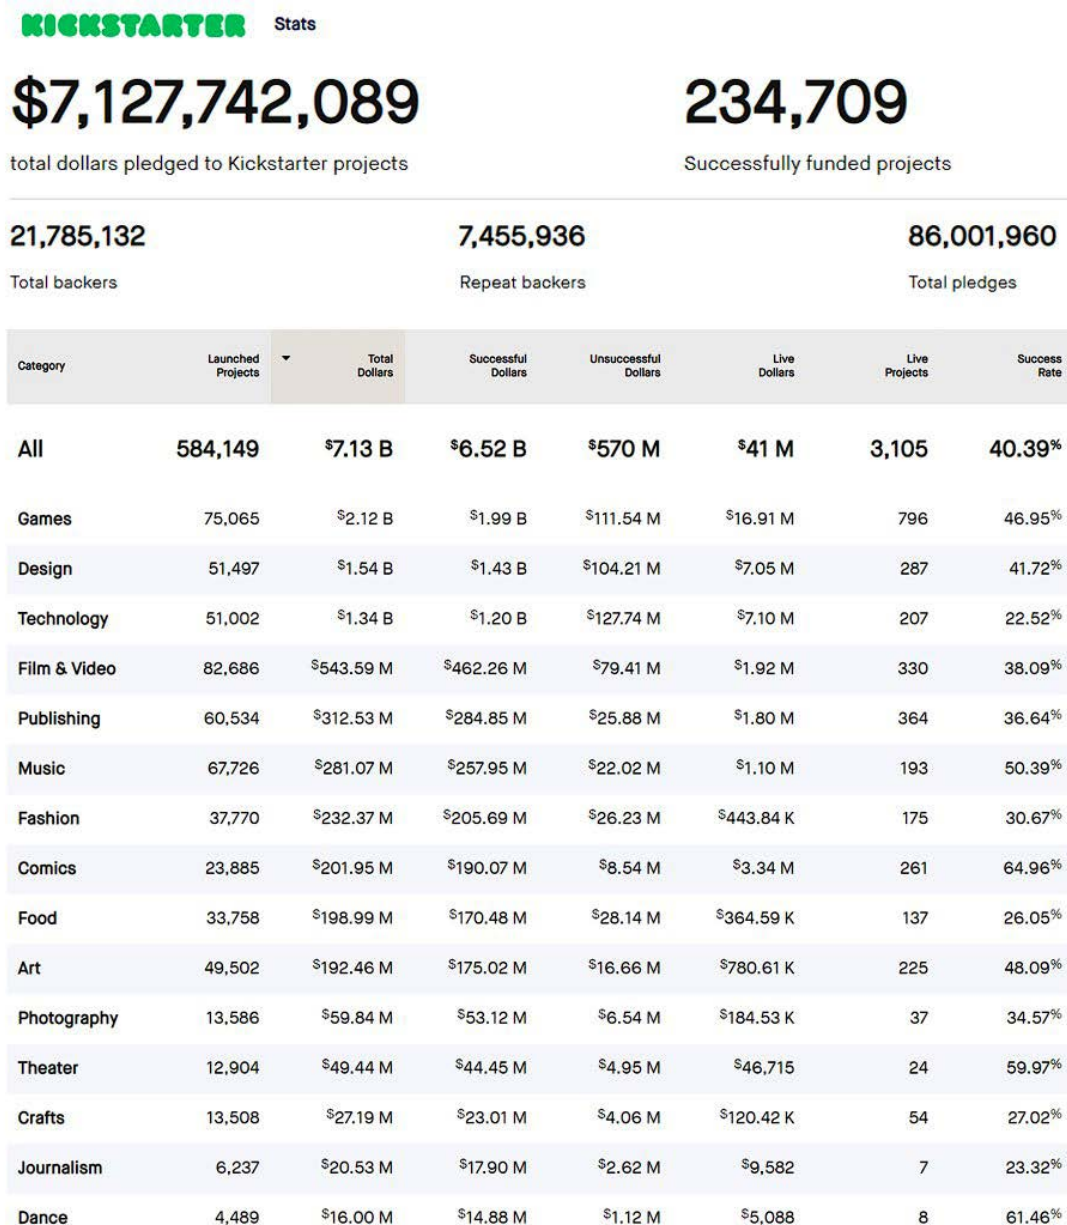 KICKSTARTER Stats
$7,127,742,089 234,709
total dollars pledged to Kickstarter projects Successfully funded projects
21,785,132 7,455,936 86,001,960
Total backers Repeat backers Total pledges
Category Launched Projects Total Dollars Successful Dollars Unsuccessful Dollars Live Dollars Live Projects Success Rate
All 584,149 $7.13 B $6.52 B $570 M $41 M 3,105 40.39%
Games 75,065 $2.12 B $1.99 B $111.54 M $16.91 M 796 46.95%
Design 51,497 $1.54 B $1.43 B $104.21 M $7.05 M 287 41.72%
Technology 51,002 $1.34 B $1.20 B $127.74 M $7.10 M 207 22.52%
Film & Video 82,686 $543.59 M $462.26 M $79.41 M $1.92 M 330 38.09%
Publishing 60,534 $312.53 M $284.85 M $25.88 M $1.80 M 364 36.64%
Music 67,726 $281.07 M $257.95 M $22.02 M $1.10 M 193 50.39%
Fashion 37,770 $232.37 M $205.69 M $26.23 M $443.84 K 175 30.67%
Comics 23,885 $201.95 M $190.07 M $8.54 M $3.34 M 261 64.96%
Food 33,758 $198.99 M $170.48 M $28.14 M $364.59 K 137 26.05%
Art 49,502 $192.46 M $175.02 M $16.66 M $780.61 K 225 48.09%
Photography 13,586 $59.84 M $53.12 M $6.54 M $184.53 K 37 34.57%
Theater 12,904 $49.44 M $44.45 M $4.95 M $46,715 24 59.97%
Crafts 13,508 $27.19 M $23.01 M $4.06 M $120.42 K 54 27.02%
Journalism 6,237 $20.53 M $17.90 M $2.62 M $9,582 7 23.32%
Dance 4,489 $16.00 M $14.88 M $1.12 M $5,088 8 61.46%